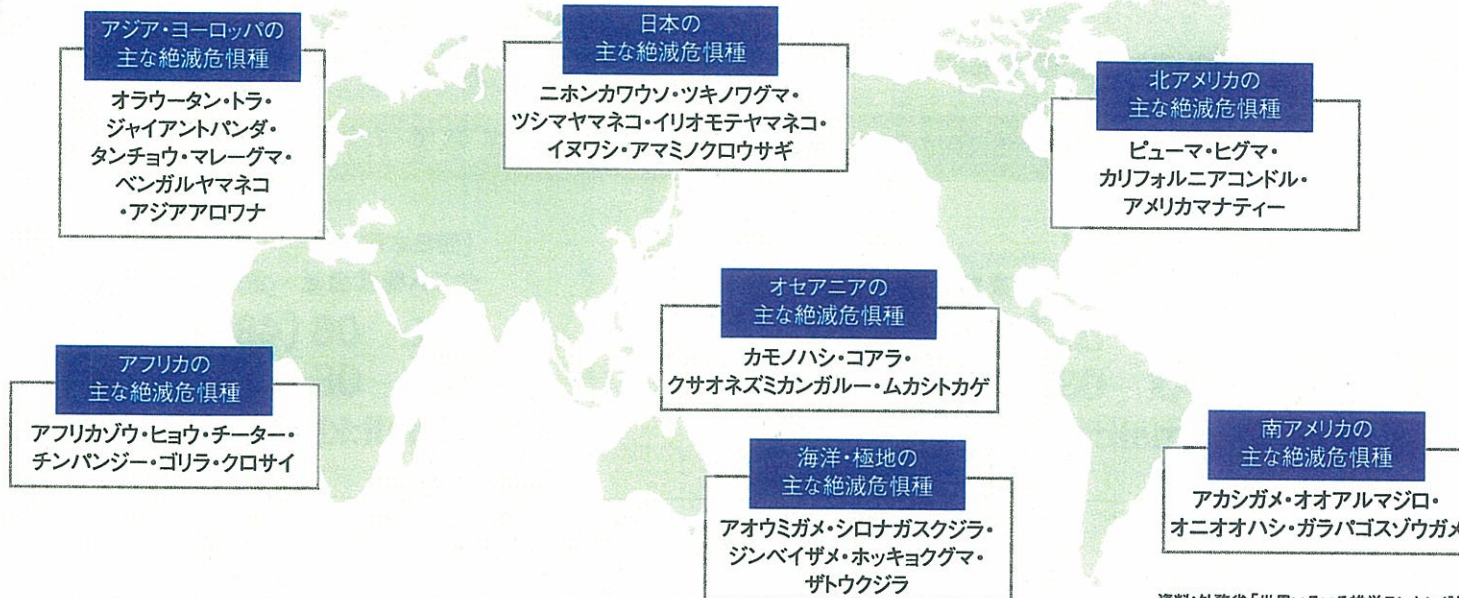 アジア・ヨーロッパの
主な絶滅危惧種
オラウータン・トラ・
ジャイアントパンダ・
タンチョウ・マレーグマ・
ベンガルヤマネコ
・アジアアロワナ
日本の
主な絶滅危惧種
ニホンカワウソ・ツキノワグマ・
ツシマヤマネコ・イリオモテヤマネコ・
イヌワシ・アマミノクロウサギ
北アメリカの
主な絶滅危惧種
ピューマ・ヒグマ・
カリフォルニアコンドル・
アメリカマナティー
オセアニアの
主な絶滅危惧種
カモノハシ・コアラ・
クサオネズミカンガルー・ムカシトカゲ
アフリカの
主な絶滅危惧種
アフリカゾウ・ヒョウ・チーター・
チンパンジー・ゴリラ・クロサイ
海洋・極地の
主な絶滅危惧種
アオウミガメ・シロナガスクジラ・
ジンベイザメ・ホッキョクグマ・
ザトウクジラ
南アメリカの
主な絶滅危惧種
アカシガメ・オオアルマジロ・
オニオオハシ・ガラパゴスゾウガメ